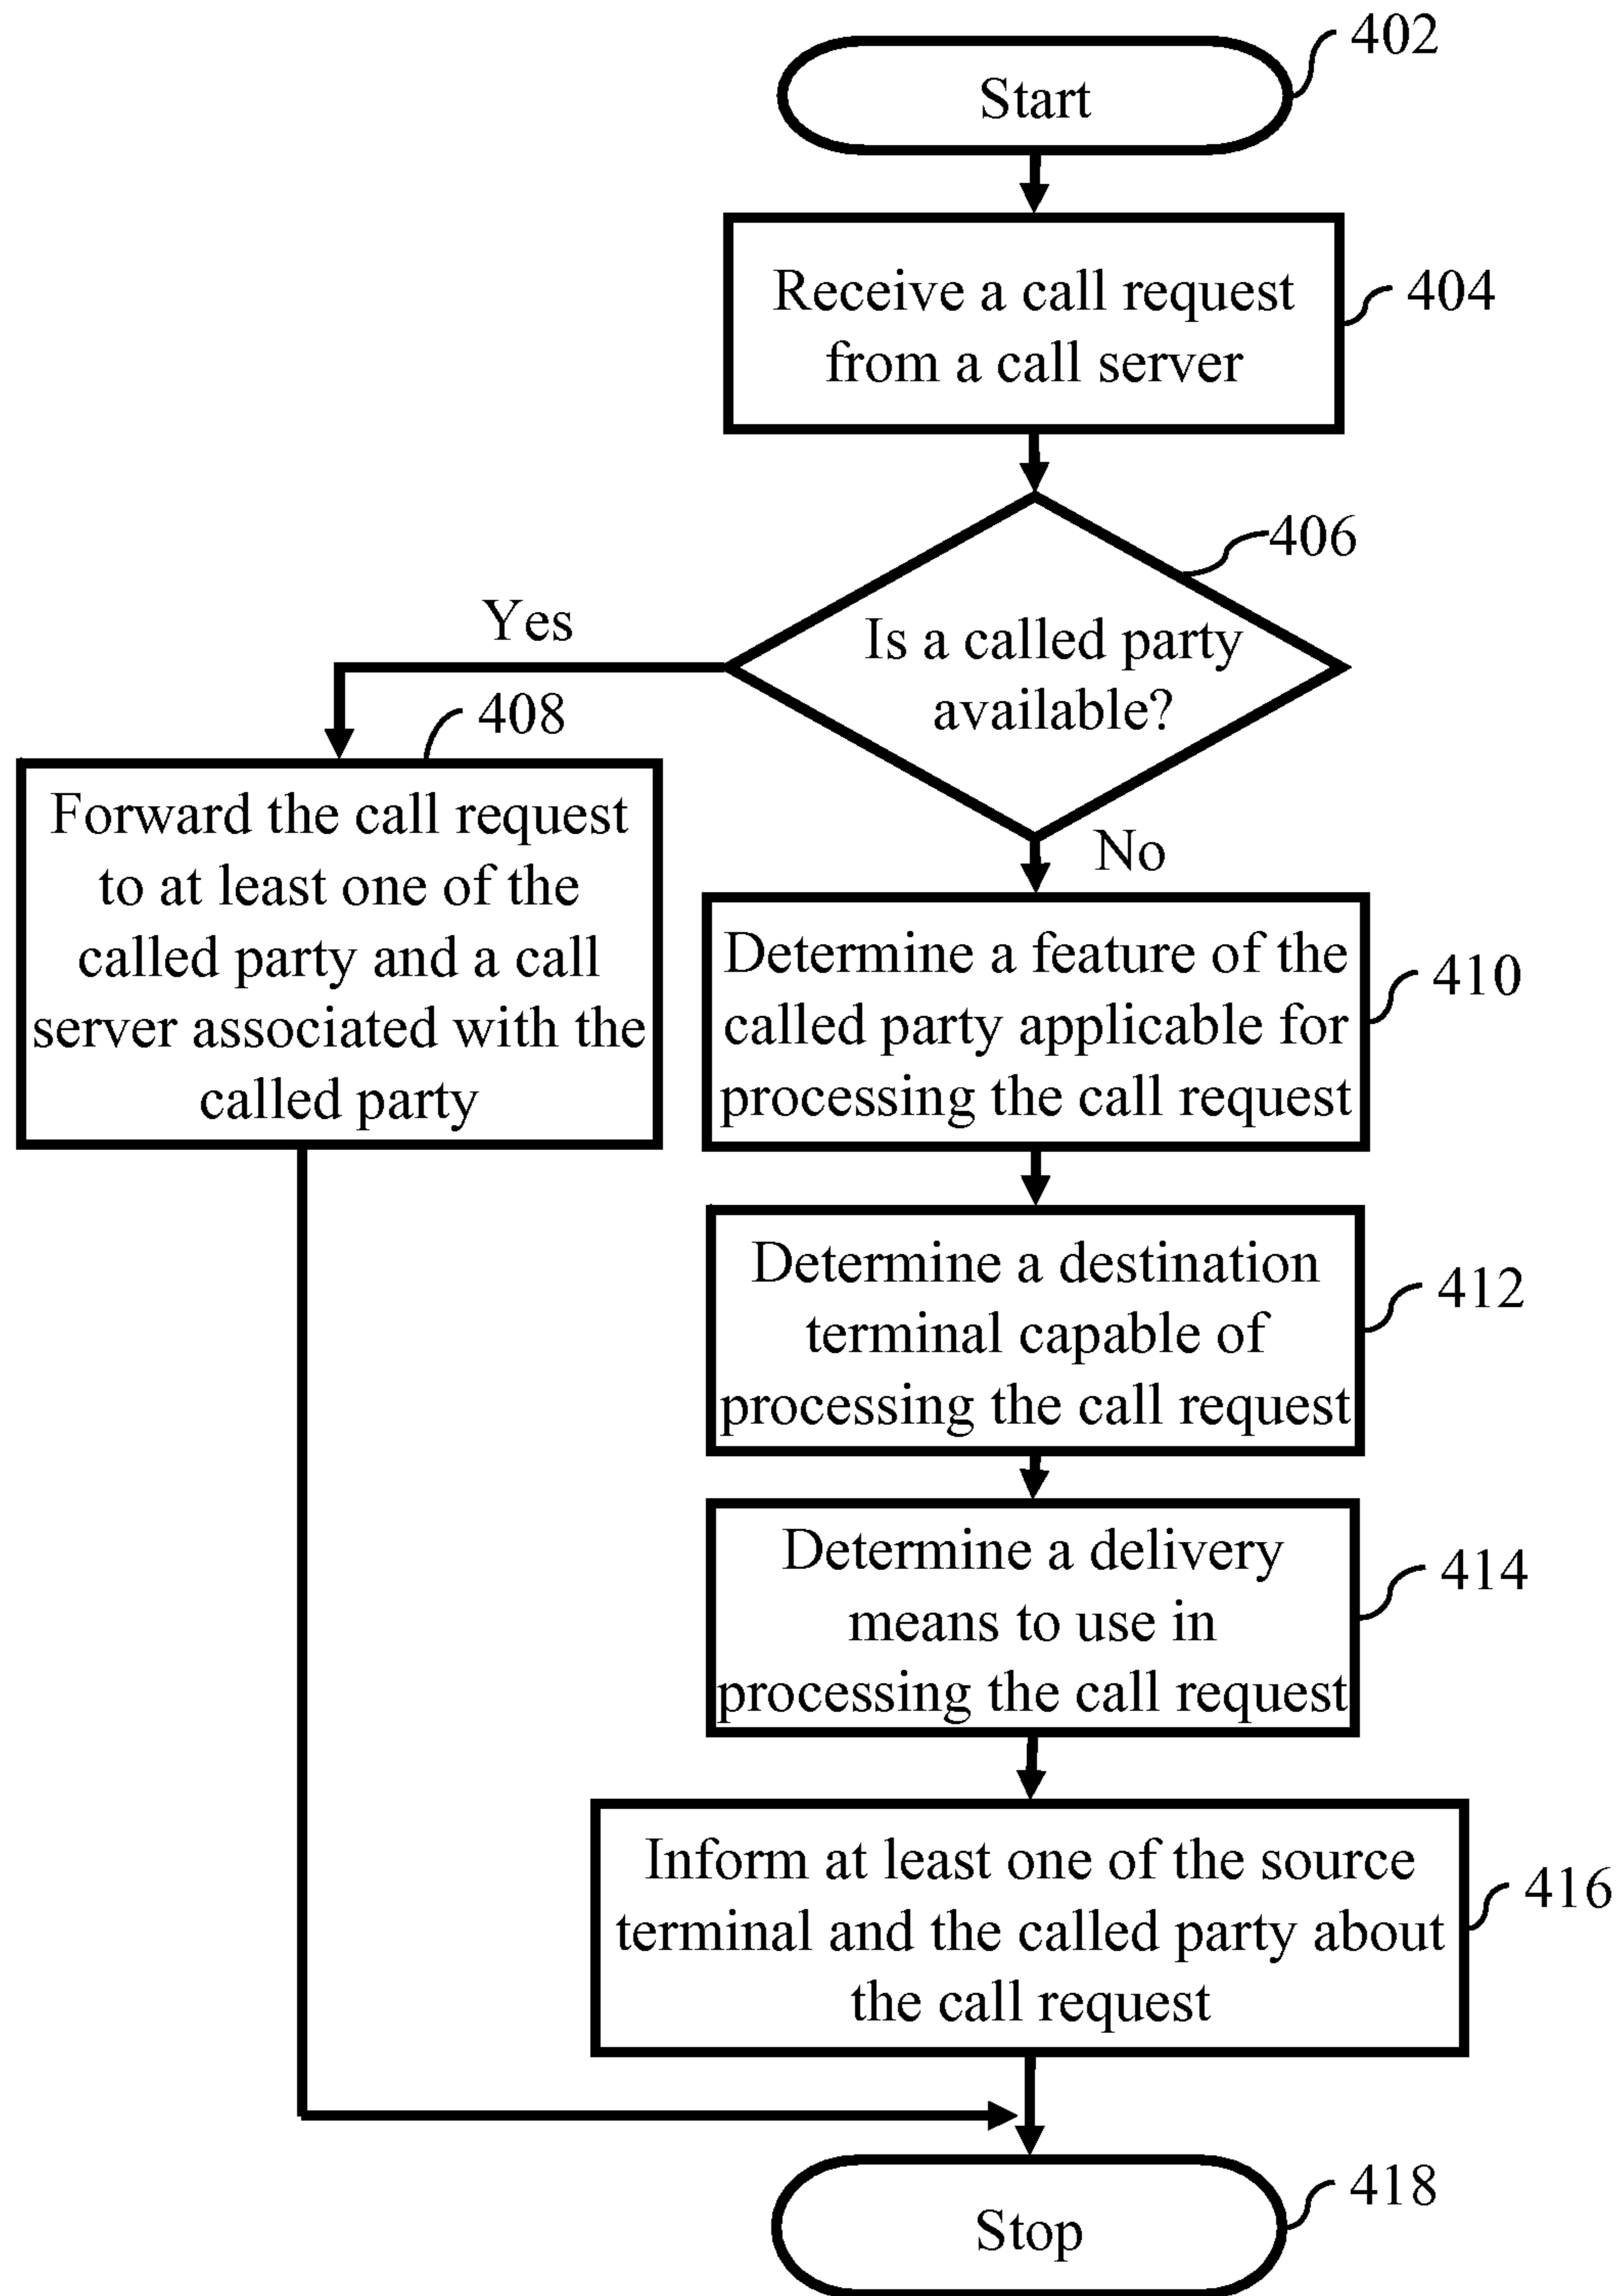 402
Start
Receive a call request
from a call server
404
406
Is a called party
available?
Yes
No
408
Forward the call request
to at least one of the
called party and a call
server associated with the
called party
Determine a feature of the
called party applicable for
processing the call request
410
Determine a destination
terminal capable of
processing the call request
412
Determine a delivery
means to use in
processing the call request
414
Inform at least one of the source
terminal and the called party about
the call request
416
418
Stop